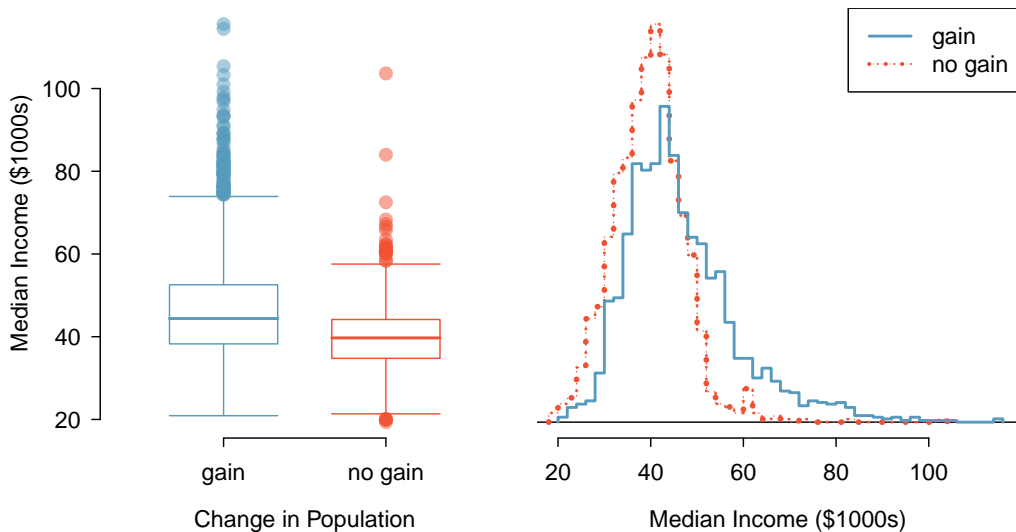 Median Income ($1000s)
100
80
60
40
20
gain
no gain
Change in Population
gain
no gain
20
40
60
80
100
Median Income ($1000s)